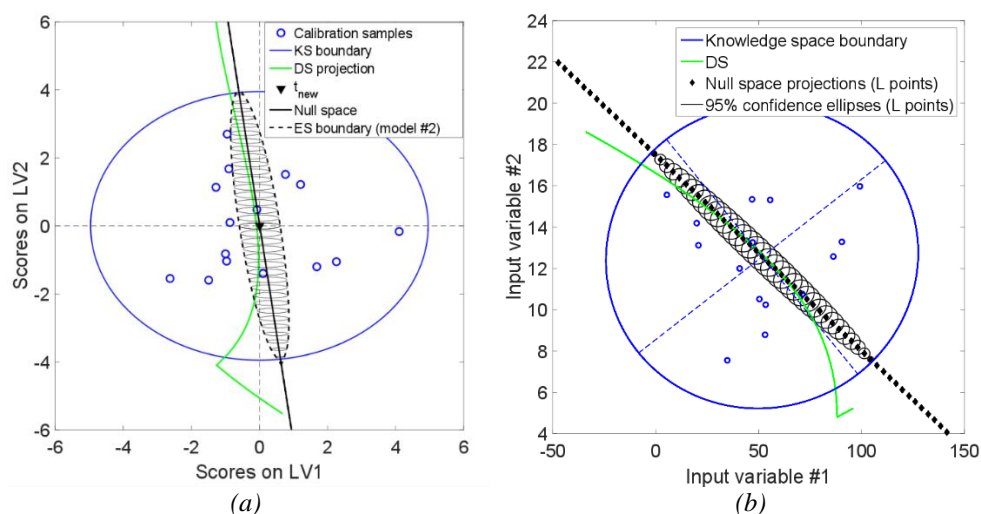 6
4
2
0
-2
-4
-6
Scores on LV2
Calibration samples
KS boundary
DS projection
t_new
Null space
ES boundary (model #2)
-6
-4
-2
0
2
4
6
Scores on LV1
(a)
24
22
20
18
16
14
12
10
8
6
4
Input variable #2
Knowledge space boundary
DS
Null space projections (L points)
95% confidence ellipses (L points)
-50
0
50
100
150
Input variable #1
(b)